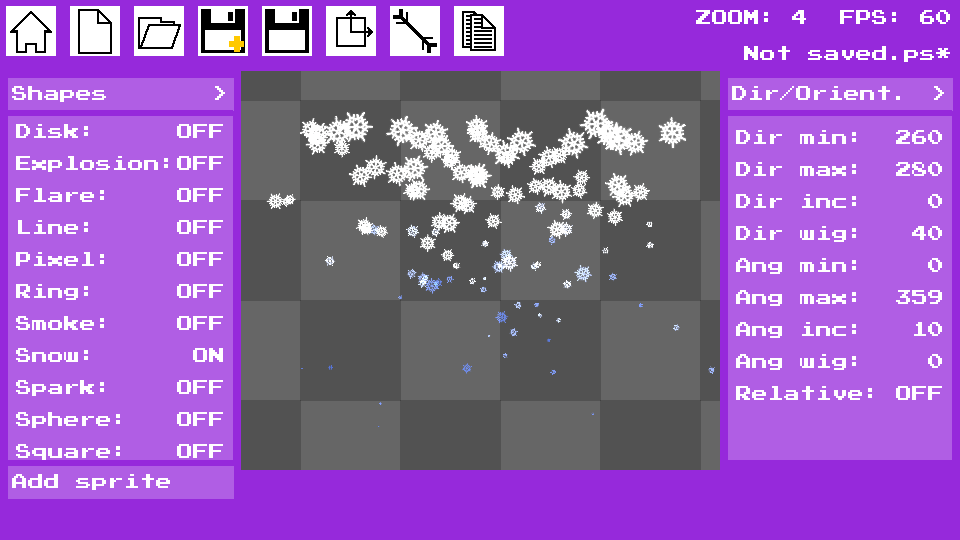 ZOOM: 4 FPS: 60
Not saved.ps*
Shapes >
Disk: OFF
Explosion: OFF
Flare: OFF
Line: OFF
Pixel: OFF
Ring: OFF
Smoke: OFF
Snow: ON
Spark: OFF
Sphere: OFF
Square: OFF
Add sprite
Dir/Orient. >
Dir min: 260
Dir max: 280
Dir inc: 0
Dir wig: 40
Ang min: 0
Ang max: 359
Ang inc: 10
Ang wig: 0
Relative: OFF